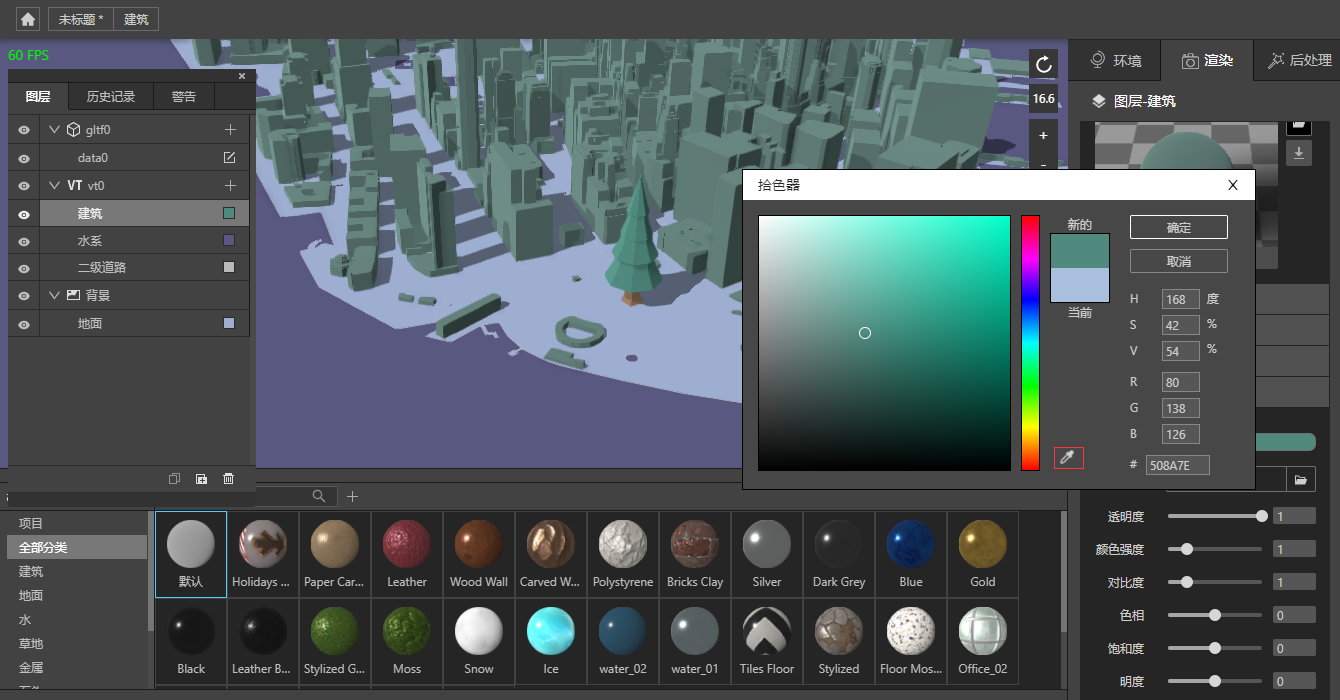 未标题 *
建筑
60 FPS
图层
历史记录
警告
gltf0
data0
VT vt0
建筑
水系
二级道路
背景
地面
16.6
+
-
环境
渲染
后处理
图层-建筑
拾色器
X
新的
当前
确定
取消
H 168 度
S 42 %
V 54 %
R 80
G 138
B 126
# 508A7E
透明度 1
颜色强度 1
对比度 1
色相 0
饱和度 0
明度 0
项目
全部分类
建筑
地面
水
草地
金属
默认
Holidays ...
Paper Car...
Leather
Wood Wall
Carved W...
Polystyrene
Bricks Clay
Silver
Dark Grey
Blue
Gold
Black
Leather B...
Stylized G...
Moss
Snow
Ice
water_02
water_01
Tiles Floor
Stylized
Floor Mos...
Office_02